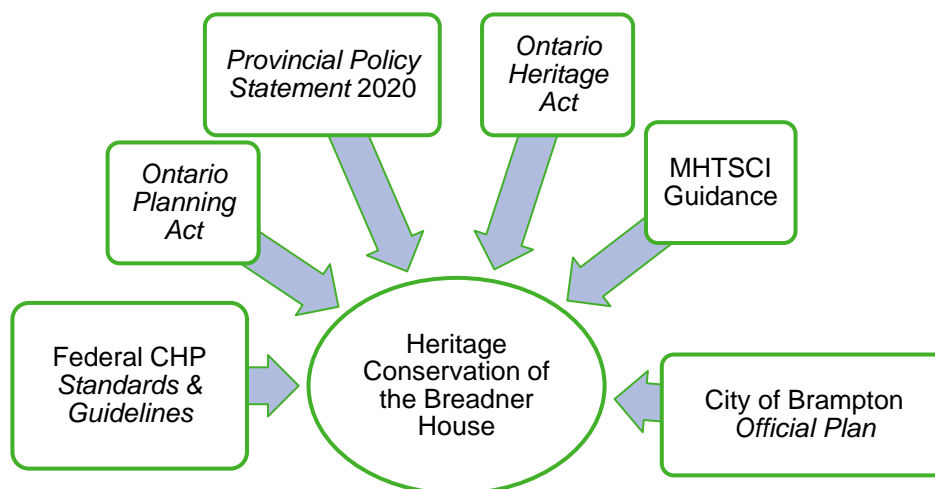 Provincial Policy
Statement 2020
Ontario
Heritage
Act
Ontario
Planning
Act
MHTSCI
Guidance
Federal CHP
Standards &
Guidelines
Heritage
Conservation of
the Breadner
House
City of Brampton
Official Plan